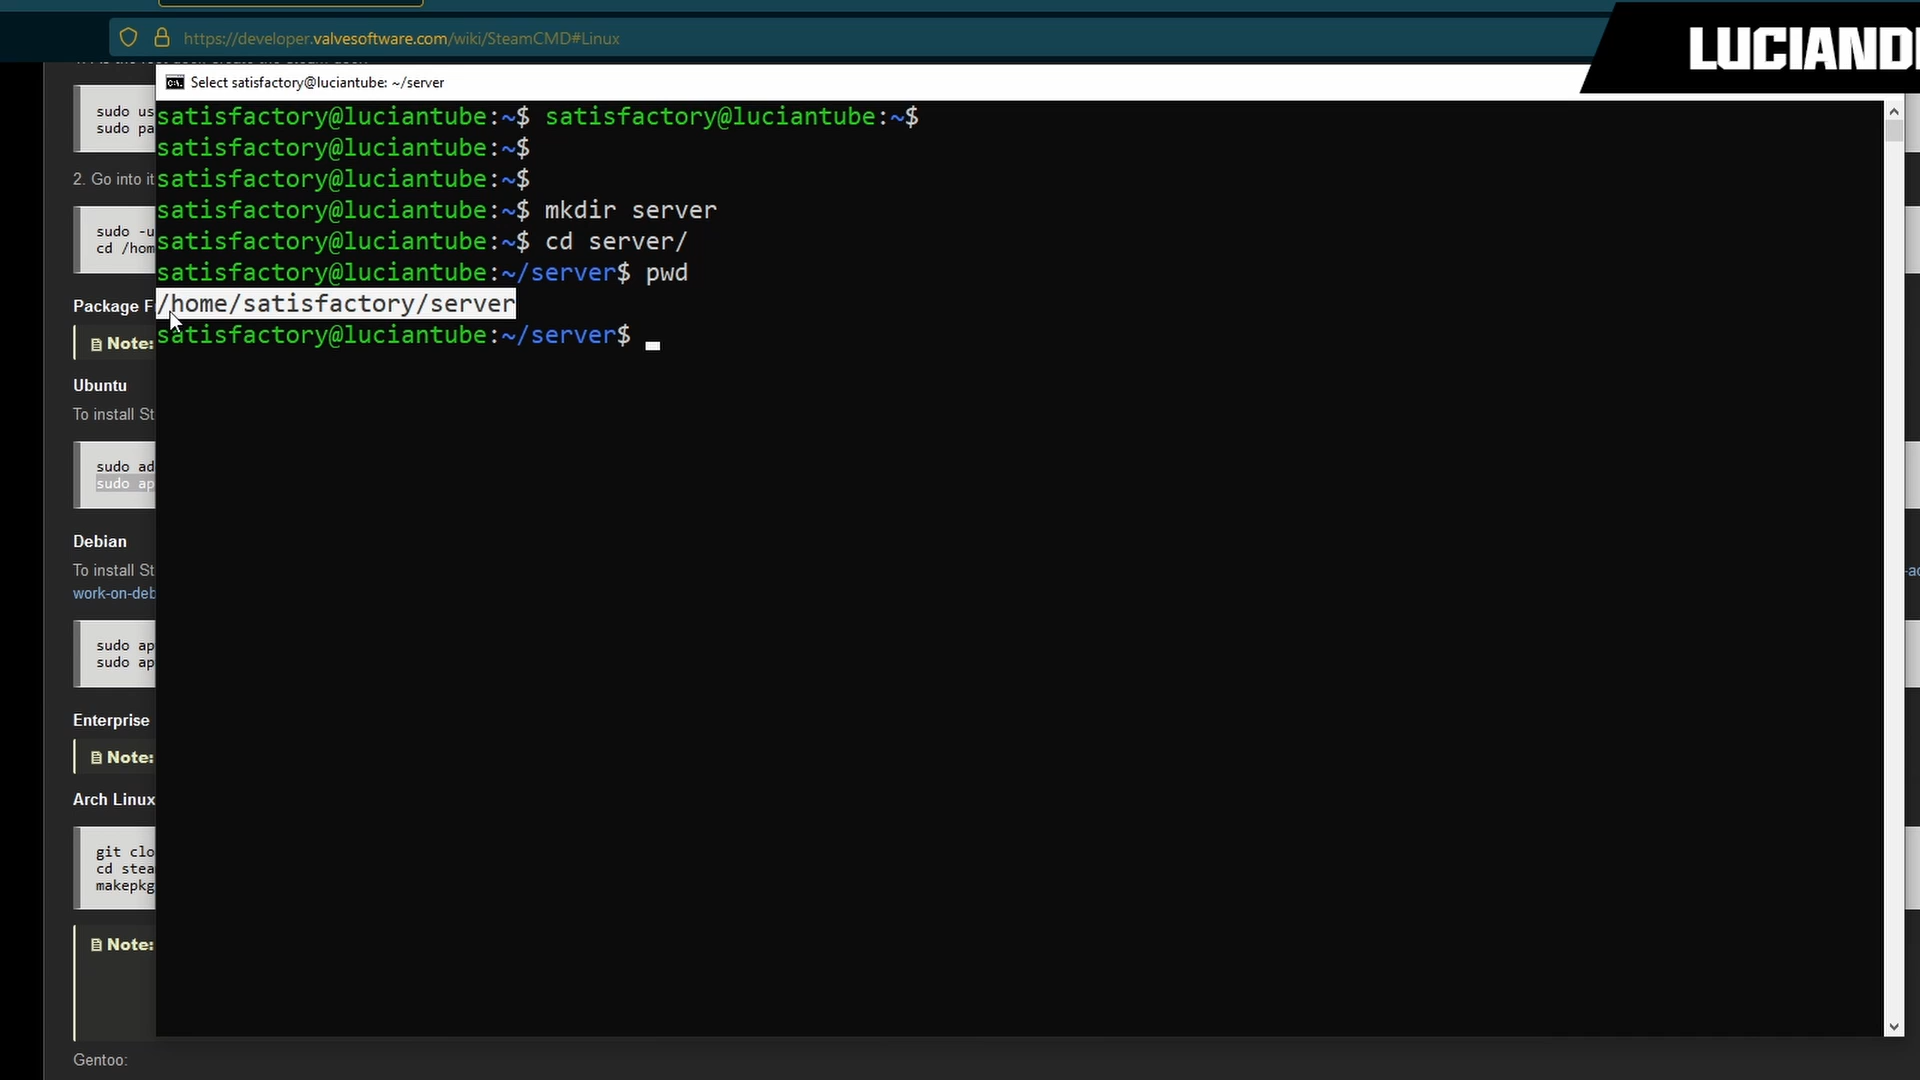 https://developer.valvesoftware.com/wiki/SteamCMD#Linux
LUCIAND
Select satisfactory@luciantube: ~/server
satisfactory@luciantube:~$ satisfactory@luciantube:~$
satisfactory@luciantube:~$
satisfactory@luciantube:~$
satisfactory@luciantube:~$ mkdir server
satisfactory@luciantube:~$ cd server/
satisfactory@luciantube:~/server$ pwd
/home/satisfactory/server
satisfactory@luciantube:~/server$
sudo us
sudo pa
2. Go into it
sudo -u
cd /hom
Package F
Note:
Ubuntu
To install St
sudo ad
sudo ap
Debian
To install St
work-on-deb
sudo ap
sudo ap
Enterprise
Note:
Arch Linux
git clo
cd stea
makepkg
Note:
Gentoo: